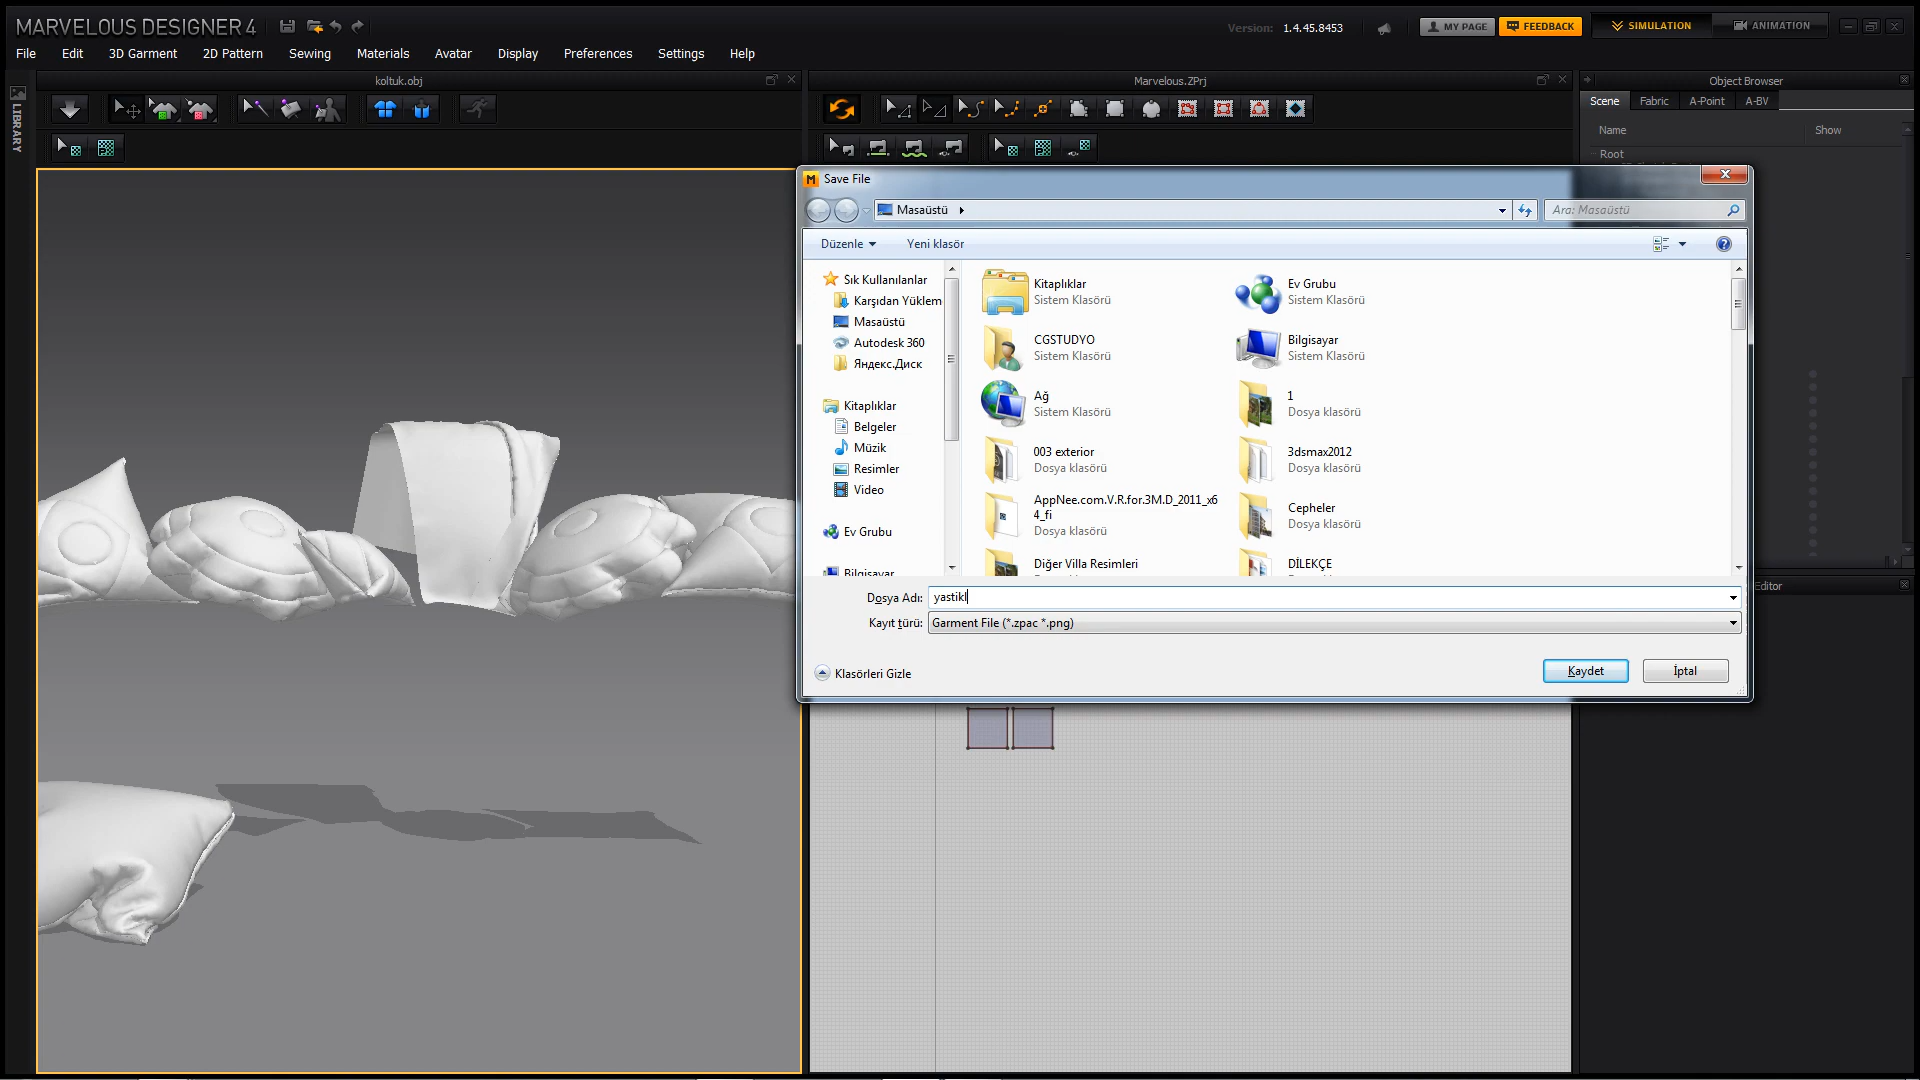 MARVELOUS DESIGNER 4
Version: 1.4.45.8453
MY PAGE
FEEDBACK
SIMULATION
ANIMATION
File Edit 3D Garment 2D Pattern Sewing Materials Avatar Display Preferences Settings Help
LIBRARY
koltuk.obj
Marvelous.ZPrj
Object Browser
Scene Fabric A-Point A-BV
Name Show
Root
Save File
Masaüstü
Ara: Masaüstü
Düzenle Yeni klasör
Sık Kullanılanlar
Karşıdan Yüklem
Masaüstü
Autodesk 360
Яндекс.Диск
Kitaplıklar
Belgeler
Müzik
Resimler
Video
Ev Grubu
Bilgisayar
Kitaplıklar
Sistem Klasörü
Ev Grubu
Sistem Klasörü
CGSTUDYO
Sistem Klasörü
Bilgisayar
Sistem Klasörü
Ağ
Sistem Klasörü
1
Dosya klasörü
003 exterior
Dosya klasörü
3dsmax2012
Dosya klasörü
AppNee.com.V.R.for.3M.D_2011_x6
4_fi
Dosya klasörü
Cepheler
Dosya klasörü
Diğer Villa Resimleri
DİLEKÇE
Dosya Adı: yastikl
Kayıt türü: Garment File (*.zpac *.png)
Klasörleri Gizle
Kaydet
İptal
Editor